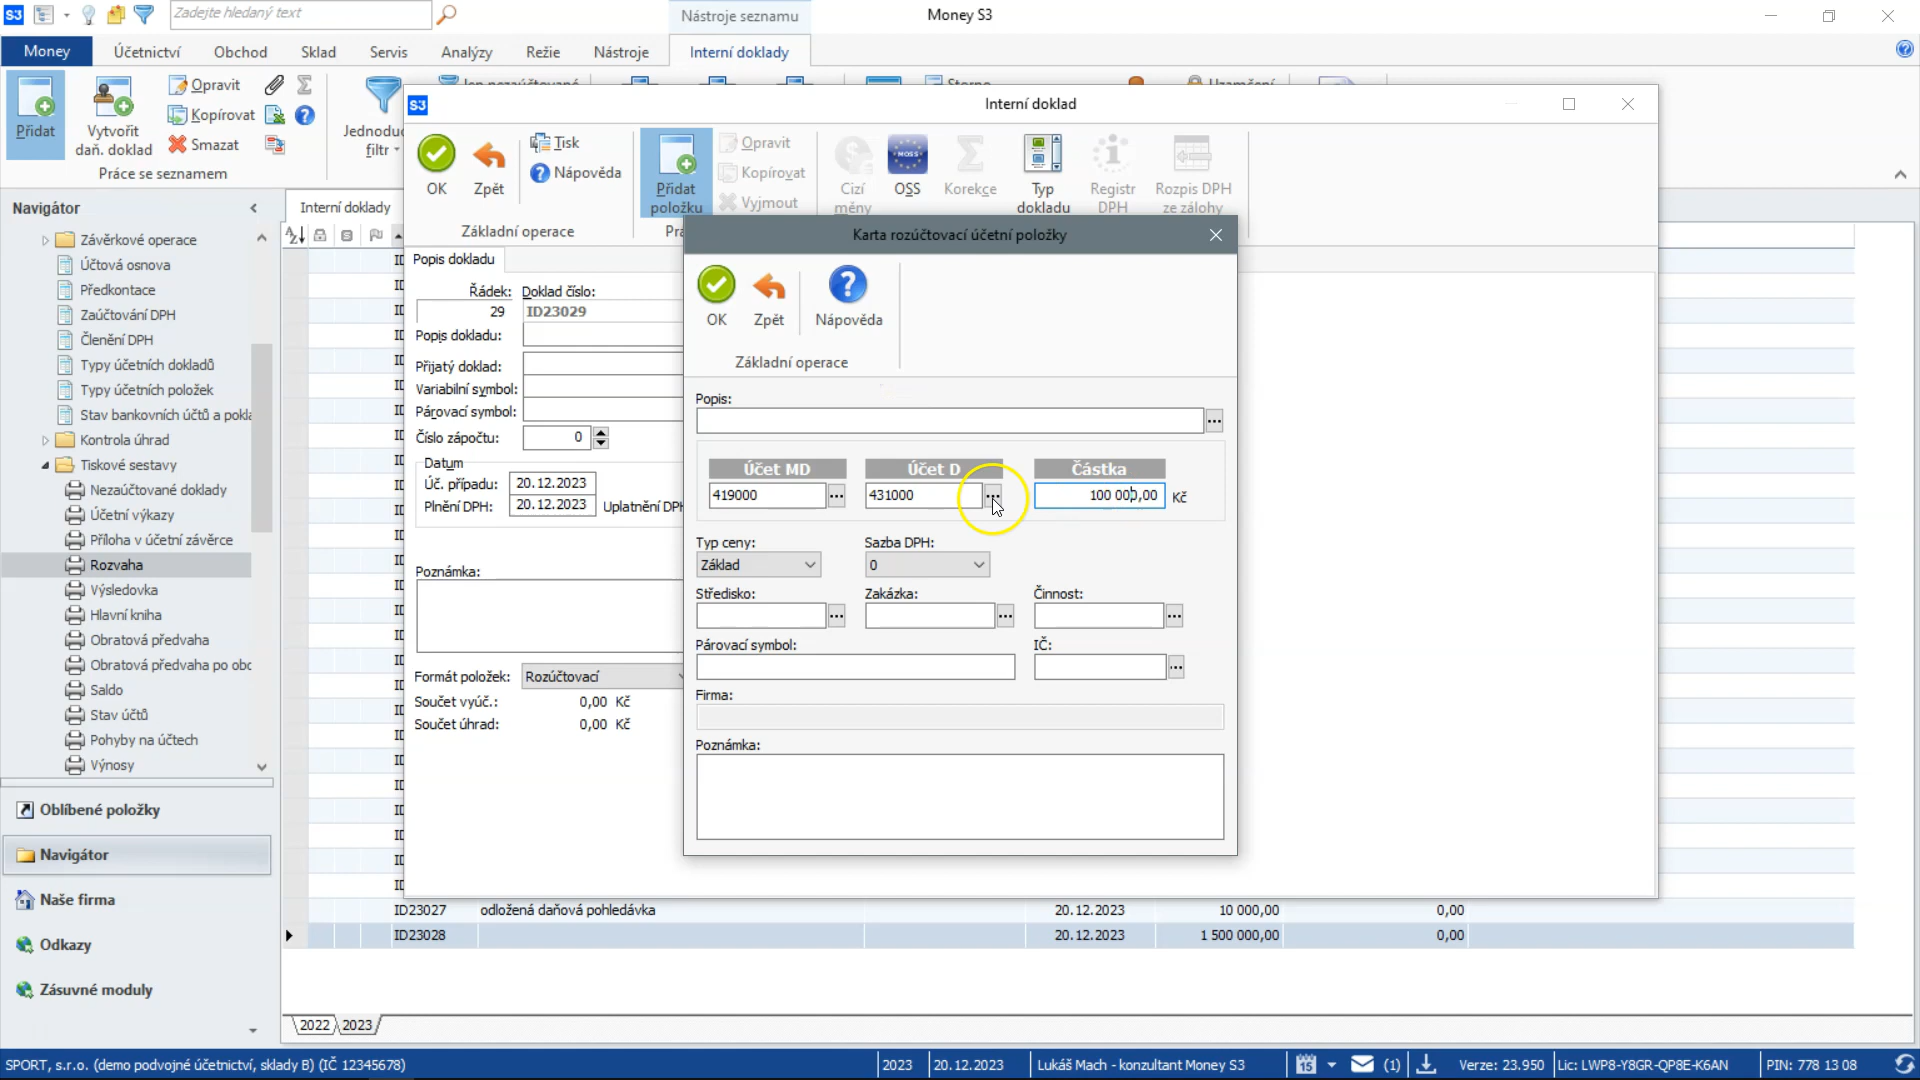 S3
Zadejte hledaný text
Nástroje seznamu
Money S3
Money
Účetnictví
Obchod
Sklad
Servis
Analýzy
Režie
Nástroje
Interní doklady
Přidat
Vytvořit
daň. doklad
Opravit
Kopírovat
Smazat
Práce se seznamem
Jednoduc
filtr
Jen nezaúčtované
Storno
Uzamčení
S3
Interní doklad
OK
Zpět
Tisk
Nápověda
Základní operace
Přidat
položku
Opravit
Kopírovat
Vyjmout
Cizí
měny
MOSS
OSS
Korekce
Typ
dokladu
Registr
DPH
Rozpis DPH
ze zálohy
Navigátor
Závěrkové operace
Účtová osnova
Předkontace
Zaúčtování DPH
Členění DPH
Typy účetních dokladů
Typy účetních položek
Stav bankovních účtů a pokla
Kontrola úhrad
Tiskové sestavy
Nezaúčtované doklady
Účetní výkazy
Příloha v účetní závěrce
Rozvaha
Výsledovka
Hlavní kniha
Obratová předvaha
Obratová předvaha po obc
Saldo
Stav účtů
Pohyby na účtech
Výnosy
Oblíbené položky
Navigátor
Naše firma
Odkazy
Zásuvné moduly
Interní doklady
Popis dokladu
Řádek: Doklad číslo:
29 ID23029
Popis dokladu:
Přijatý doklad:
Variabilní symbol:
Párovací symbol:
Číslo zápočtu: 0
Datum
Úč. případu: 20.12.2023
Plnění DPH: 20.12.2023 Uplatnění DPH
Poznámka:
Formát položek: Rozúčtovací
Součet vyúč.: 0,00 Kč
Součet úhrad: 0,00 Kč
Karta rozúčtovací účetní položky
OK
Zpět
Nápověda
Základní operace
Popis:
Účet MD Účet D Částka
419000 431000 100 000,00 Kč
Typ ceny: Sazba DPH:
Základ 0
Středisko: Zakázka: Činnost:
Párovací symbol: IČ:
Firma:
Poznámka:
ID23027 odložená daňová pohledávka 20.12.2023 10 000,00 0,00
ID23028 20.12.2023 1 500 000,00 0,00
2022 2023
SPORT, s.r.o. (demo podvojné účetnictví, sklady B) (IČ 12345678)
2023
20.12.2023
Lukáš Mach - konzultant Money S3
15
(1)
Verze: 23.950
Lic: LWP8-Y8GR-QP8E-K6AN
PIN: 778 13 08